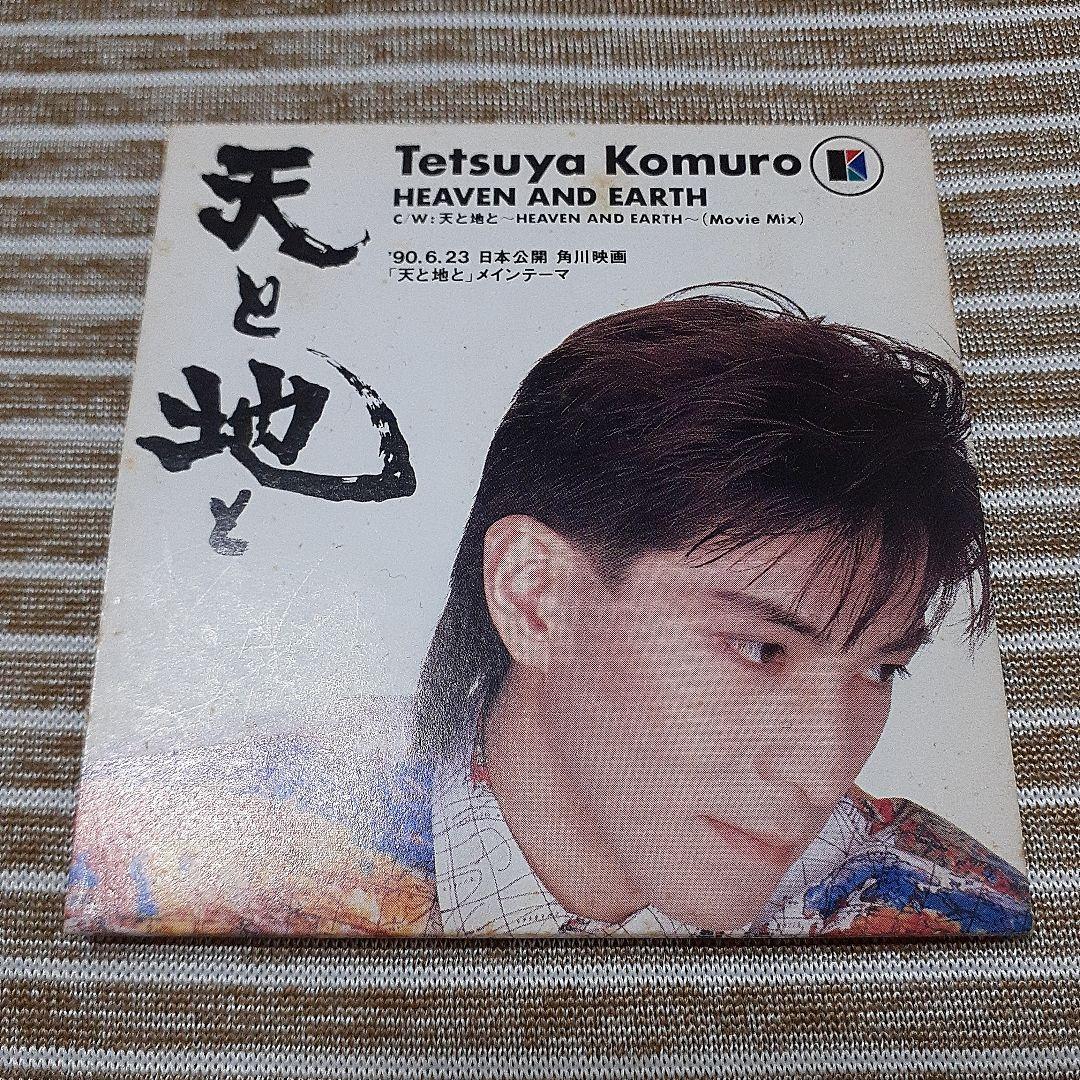 天と地と
Tetsuya Komuro
HEAVEN AND EARTH
C/W:天と地と〜HEAVEN AND EARTH〜(Movie Mix)
'90.6.23 日本公開 角川映画
「天と地と」メインテーマ